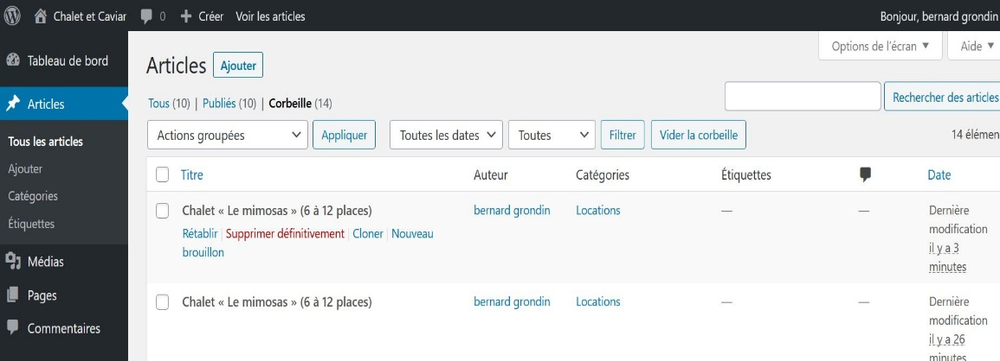 Chalet et Caviar 0 Créer Voir les articles Bonjour, bernard grondin
Options de l'écran ▼ Aide ▼
Tableau de bord
Articles Ajouter
Articles
Tous (10) | Publiés (10) | Corbeille (14)
Rechercher des articles
Tous les articles
Actions groupées Appliquer Toutes les dates Toutes Filtrer Vider la corbeille 14 élémen
Ajouter
Titre Auteur Catégories Étiquettes Date
Catégories
Étiquettes
Chalet « Le mimosas » (6 à 12 places) bernard grondin Locations — — Dernière
modification
il y a 3
minutes
Rétablir | Supprimer définitivement | Cloner | Nouveau
brouillon
Médias
Pages
Commentaires
Chalet « Le mimosas » (6 à 12 places) bernard grondin Locations — — Dernière
modification
il y a 26
minutes